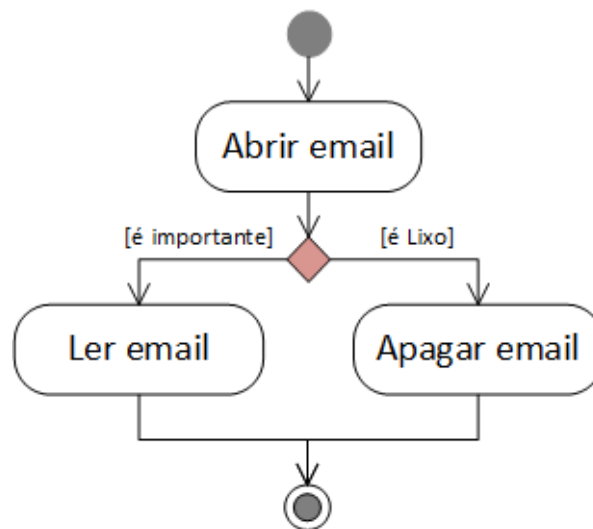 Abrir email
[é importante]
[é Lixo]
Ler email
Apagar email